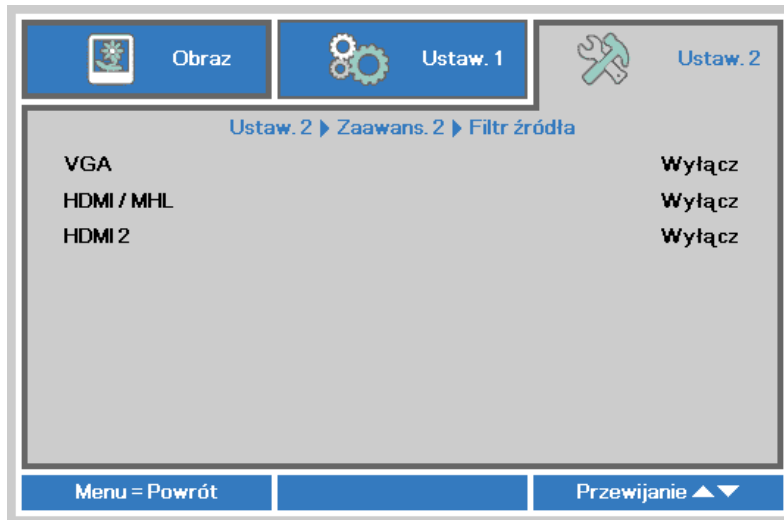 Obraz
Ustaw. 1
Ustaw. 2
Ustaw. 2 ▶ Zaawans. 2 ▶ Filtr źródła
VGA Wyłącz
HDMI / MHL Wyłącz
HDMI 2 Wyłącz
Menu = Powrót
Przewijanie ▲▼